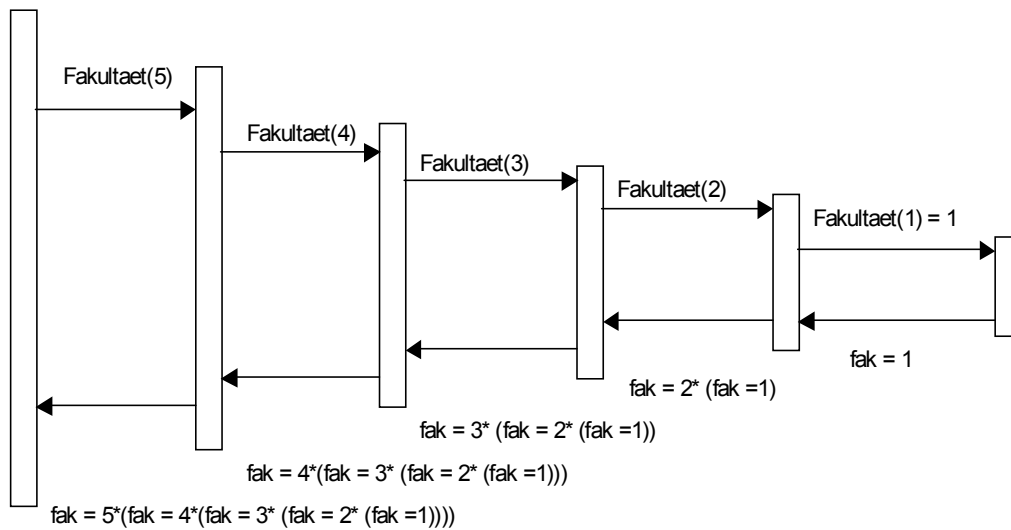 Fakultaet(5)
Fakultaet(4)
Fakultaet(3)
Fakultaet(2)
Fakultaet(1) = 1
fak = 1
fak = 2* (fak =1)
fak = 3* (fak = 2* (fak =1))
fak = 4*(fak = 3* (fak = 2* (fak =1)))
fak = 5*(fak = 4*(fak = 3* (fak = 2* (fak =1))))